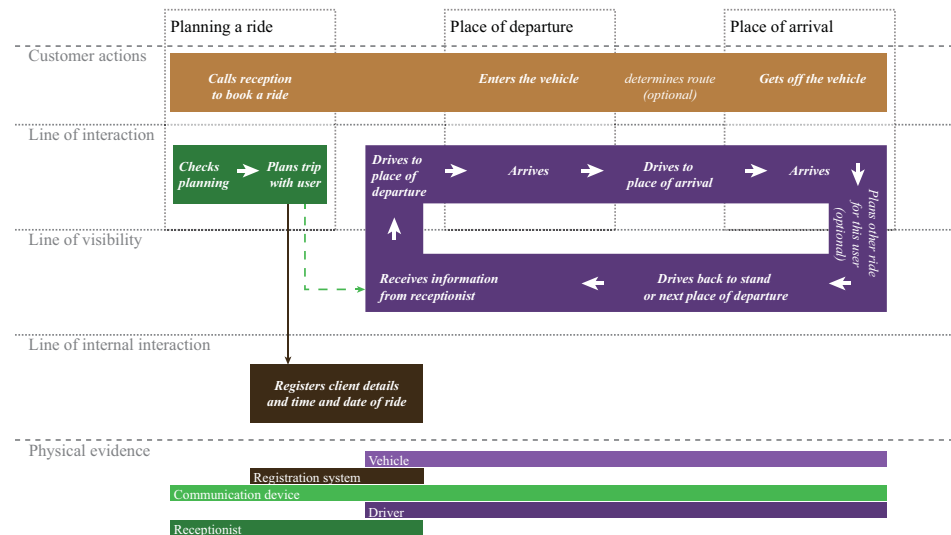 Planning a ride
Place of departure
Place of arrival
Customer actions
Calls reception
to book a ride
Enters the vehicle
determines route
(optional)
Gets off the vehicle
Line of interaction
Checks
planning
Plans trip
with user
Drives to
place of
departure
Arrives
Drives to
place of arrival
Arrives
Plans other ride
for this user
(optional)
Line of visibility
Receives information
from receptionist
Drives back to stand
or next place of departure
Line of internal interaction
Registers client details
and time and date of ride
Physical evidence
Vehicle
Registration system
Communication device
Driver
Receptionist